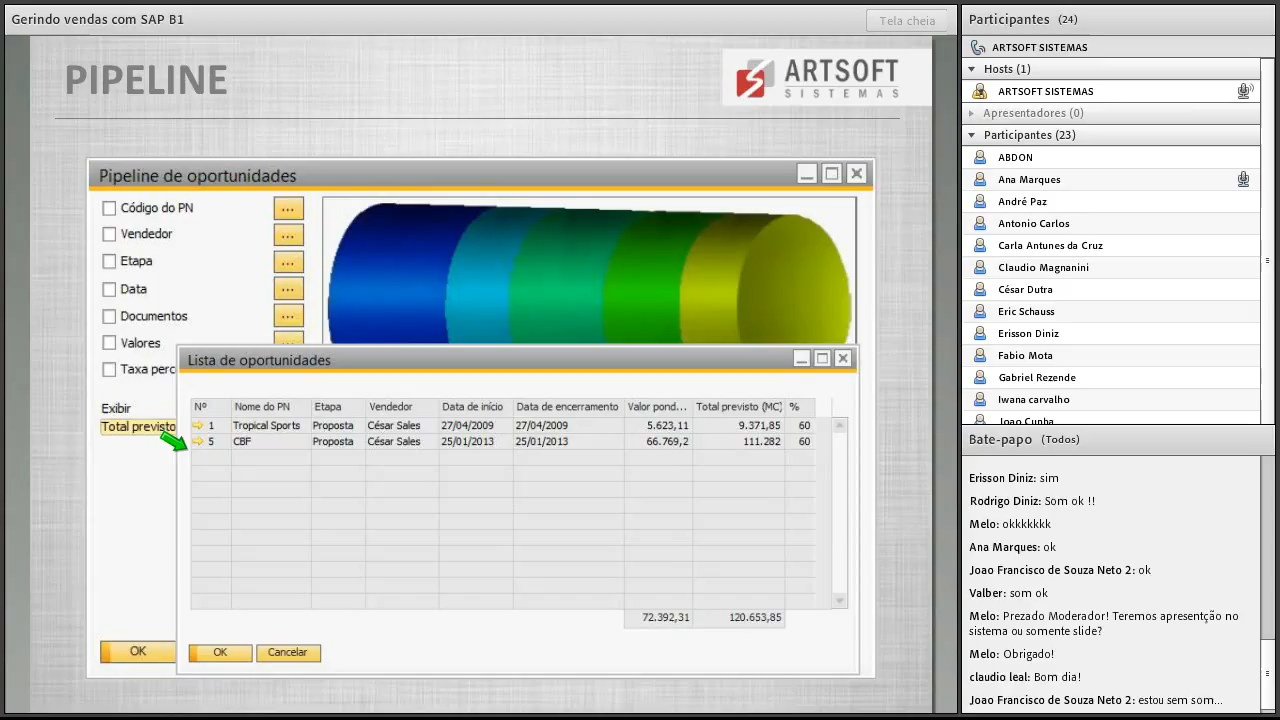 Gerindo vendas com SAP B1
Tela cheia
PIPELINE
ARTSOFT
SISTEMAS
Pipeline de oportunidades
Código do PN ...
Vendedor ...
Etapa ...
Data ...
Documentos ...
Valores ...
Taxa perc
Exibir
Total previsto
OK
Lista de oportunidades
Nº Nome do PN Etapa Vendedor Data de início Data de encerramento Valor pond... Total previsto (MC) %
1 Tropical Sports Proposta César Sales 27/04/2009 27/04/2009 5.623,11 9.371,85 60
5 CBF Proposta César Sales 25/01/2013 25/01/2013 66.769,2 111.282 60
72.392,31 120.653,85
OK Cancelar
Participantes (24)
ARTSOFT SISTEMAS
Hosts (1)
ARTSOFT SISTEMAS
Apresentadores (0)
Participantes (23)
ABDON
Ana Marques
André Paz
Antonio Carlos
Carla Antunes da Cruz
Claudio Magnanini
César Dutra
Eric Schauss
Erisson Diniz
Fabio Mota
Gabriel Rezende
Iwana carvalho
Joao Cunha
Bate-papo (Todos)
Erisson Diniz: sim
Rodrigo Diniz: Som ok !!
Melo: okkkkkkk
Ana Marques: ok
Joao Francisco de Souza Neto 2: ok
Valber: som ok
Melo: Prezado Moderador! Teremos apresentção no
sistema ou somente slide?
Melo: Obrigado!
claudio leal: Bom dia!
Joao Francisco de Souza Neto 2: estou sem som...